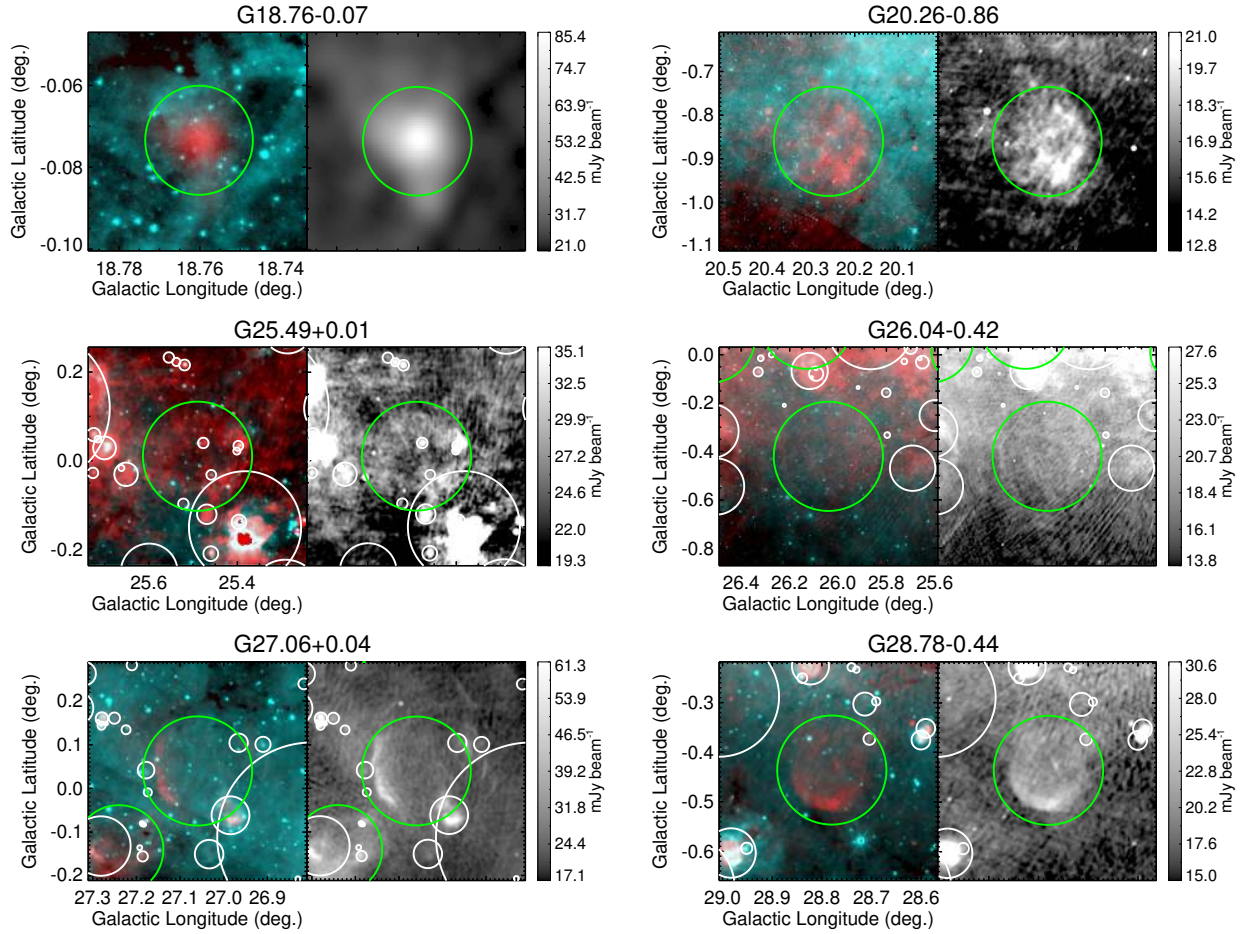 G18.76-0.07
Galactic Latitude (deg.)
-0.06
-0.08
-0.10
18.78 18.76 18.74
Galactic Longitude (deg.)
85.4
74.7
63.9
53.2
42.5
31.7
21.0
mJy beam⁻¹
G20.26-0.86
Galactic Latitude (deg.)
-0.7
-0.8
-0.9
-1.0
-1.1
20.5 20.4 20.3 20.2 20.1
Galactic Longitude (deg.)
21.0
19.7
18.3
16.9
15.5
14.2
12.8
mJy beam⁻¹
G25.49+0.01
Galactic Latitude (deg.)
0.2
0.0
-0.2
25.6 25.4
Galactic Longitude (deg.)
35.1
32.5
29.9
27.2
24.6
22.0
19.3
mJy beam⁻¹
G26.04-0.42
Galactic Latitude (deg.)
0.0
-0.2
-0.4
-0.6
-0.8
26.4 26.2 26.0 25.8 25.6
Galactic Longitude (deg.)
27.6
25.3
23.0
20.7
18.4
16.1
13.8
mJy beam⁻¹
G27.06+0.04
Galactic Latitude (deg.)
0.2
0.1
0.0
-0.1
-0.2
27.3 27.2 27.1 27.0 26.9
Galactic Longitude (deg.)
61.3
53.9
46.5
39.2
31.8
24.4
17.1
mJy beam⁻¹
G28.78-0.44
Galactic Latitude (deg.)
-0.3
-0.4
-0.5
-0.6
29.0 28.9 28.8 28.7 28.6
Galactic Longitude (deg.)
30.6
28.0
25.4
22.8
20.2
17.6
15.0
mJy beam⁻¹